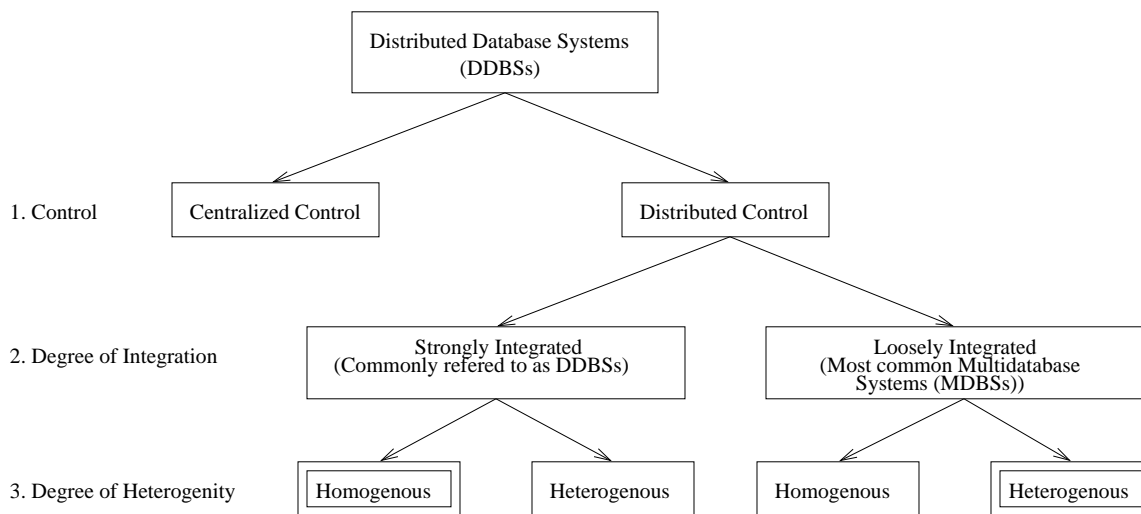 Distributed Database Systems
(DDBSs)
1. Control
Centralized Control
Distributed Control
2. Degree of Integration
Strongly Integrated
(Commonly refered to as DDBSs)
Loosely Integrated
(Most common Multidatabase
Systems (MDBSs))
3. Degree of Heterogenity
Homogenous
Heterogenous
Homogenous
Heterogenous